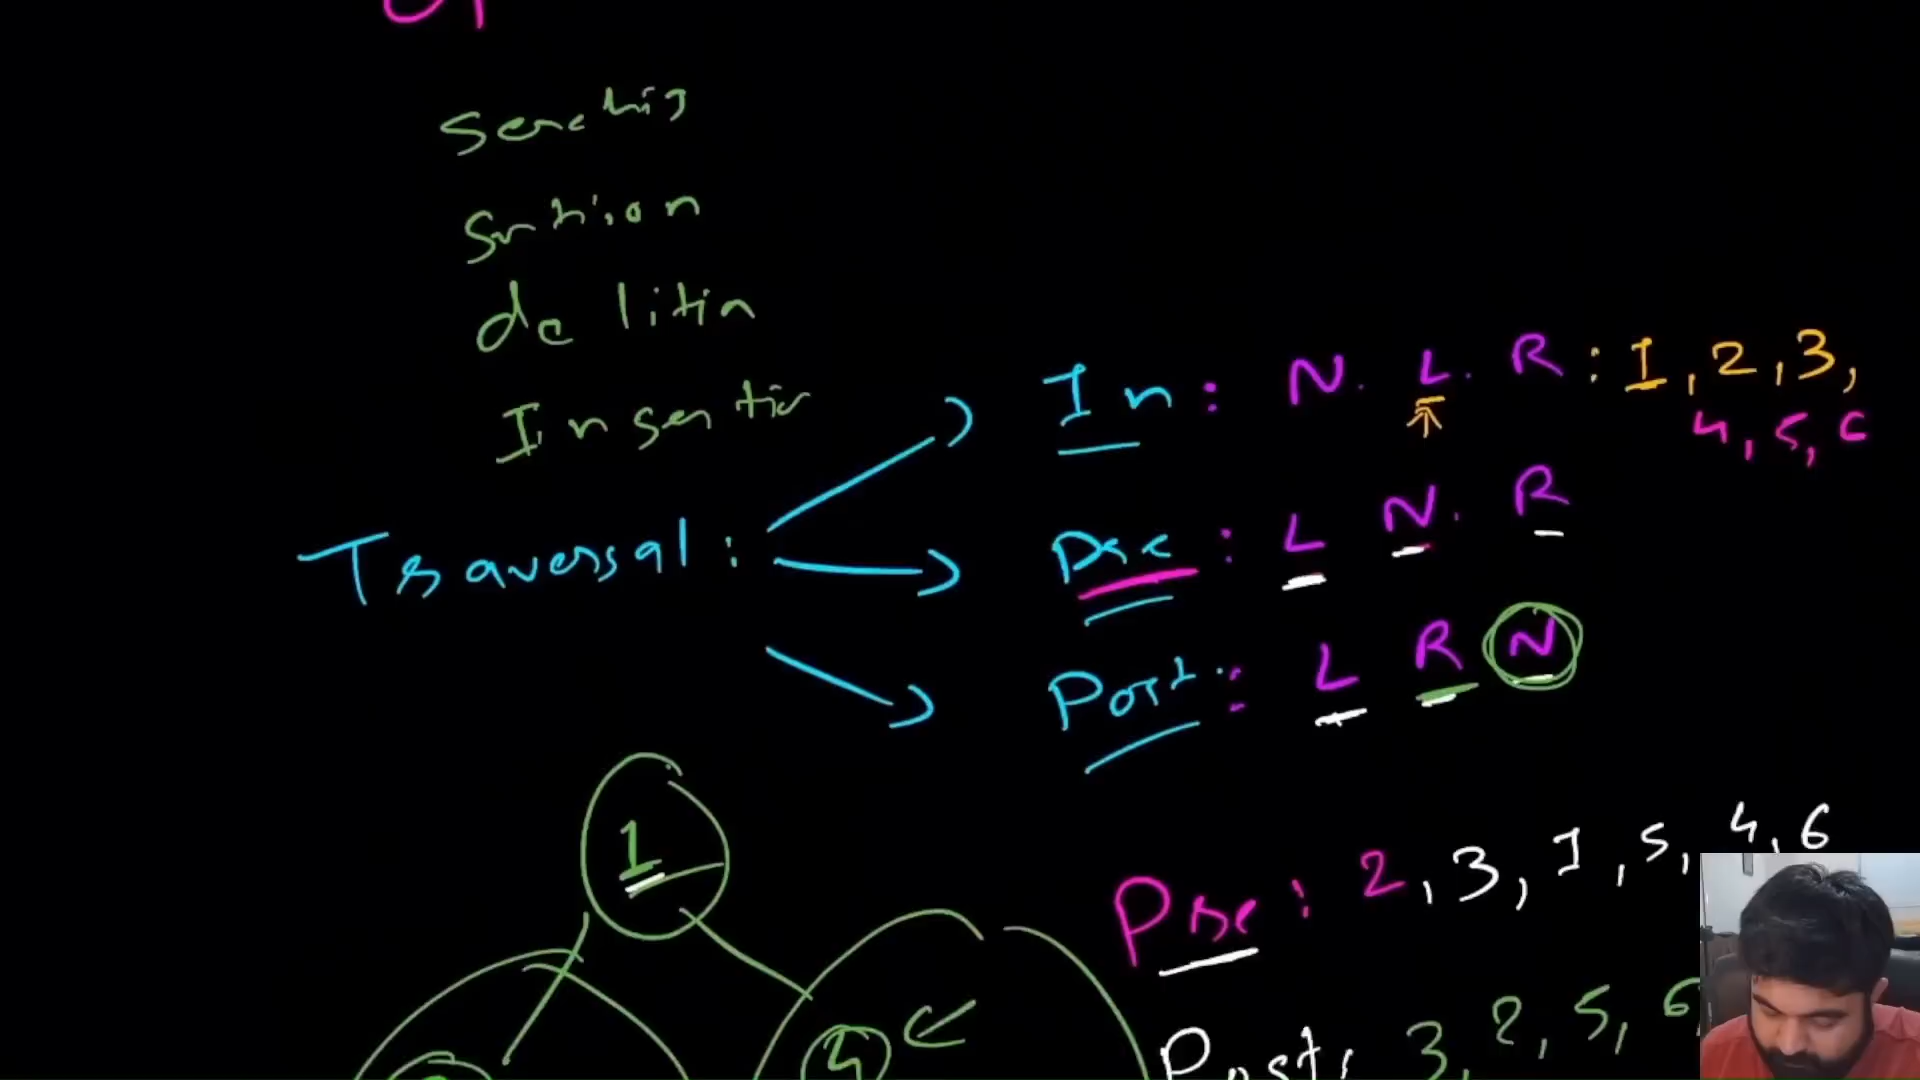 Serchis
Sortion
delition
Insertion
Traversal:
In: N. L. R: 1, 2, 3,
4, 5, 6
Pre: L N. R
Post: L R N
1
Pre: 2, 3, 1, 5, 4, 6
4
Post: 3, 2, 5, 6